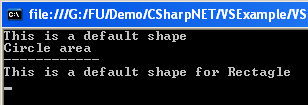 file:///G:/FU/Demo/CSharpNET/VSExample/VS
This is a default shape
Circle area
------------
This is a default shape for Rectagle